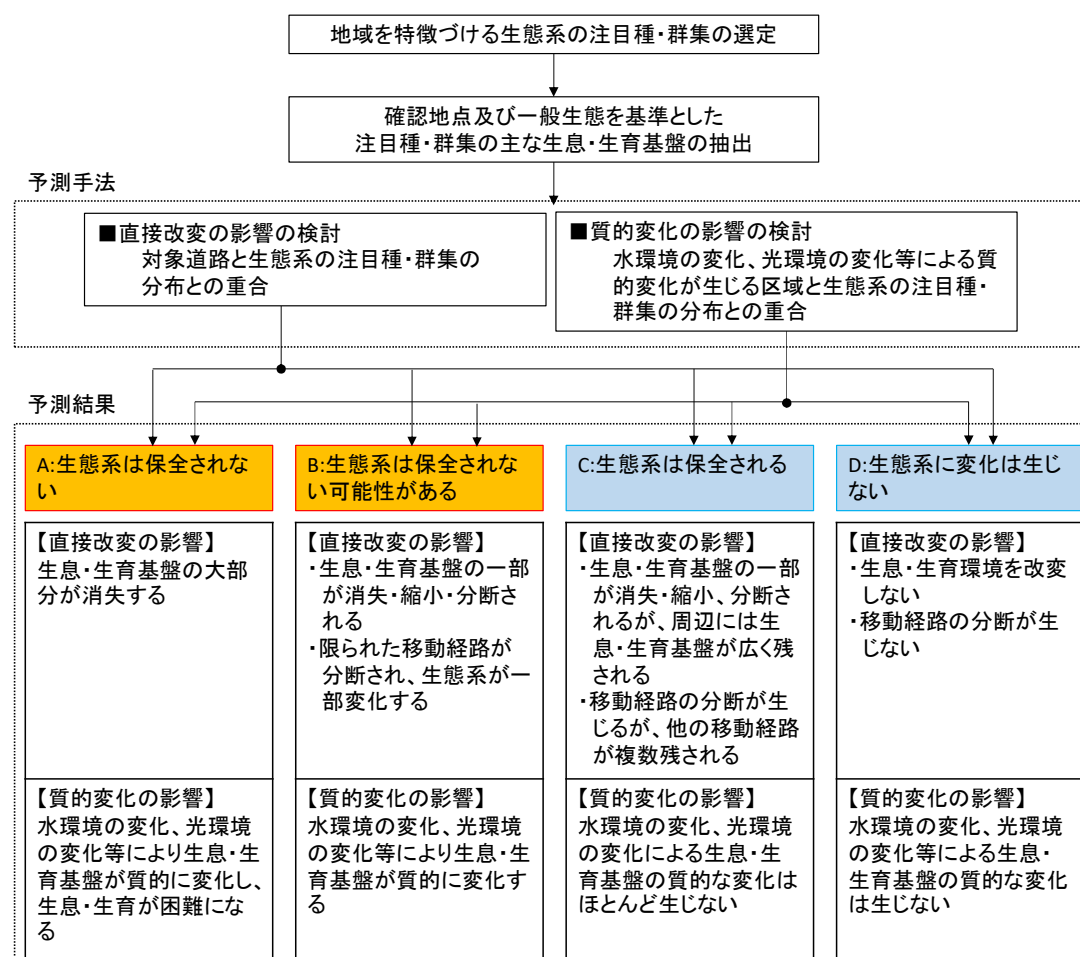 地域を特徴づける生態系の注目種・群集の選定
確認地点及び一般生態を基準とした
注目種・群集の主な生息・生育基盤の抽出
予測手法
■直接改変の影響の検討
対象道路と生態系の注目種・群集の
分布との重合
■質的変化の影響の検討
水環境の変化、光環境の変化等による質
的変化が生じる区域と生態系の注目種・
群集の分布との重合
予測結果
A:生態系は保全されな
い
【直接改変の影響】
生息・生育基盤の大部
分が消失する
【質的変化の影響】
水環境の変化、光環境
の変化等により生息・生
育基盤が質的に変化し、
生息・生育が困難にな
る
B:生態系は保全されな
い可能性がある
【直接改変の影響】
・生息・生育基盤の一部
が消失・縮小・分断さ
れる
・限られた移動経路が
分断され、生態系が一
部変化する
【質的変化の影響】
水環境の変化、光環境
の変化等により生息・生
育基盤が質的に変化す
る
C:生態系は保全される
【直接改変の影響】
・生息・生育基盤の一部
が消失・縮小、分断さ
れるが、周辺には生
息・生育基盤が広く残
される
・移動経路の分断が生
じるが、他の移動経路
が複数残される
【質的変化の影響】
水環境の変化、光環境
の変化による生息・生
育基盤の質的な変化は
ほとんど生じない
D:生態系に変化は生じ
ない
【直接改変の影響】
・生息・生育環境を改変
しない
・移動経路の分断が生
じない
【質的変化の影響】
水環境の変化、光環境
の変化等による生息・
生育基盤の質的な変化
は生じない